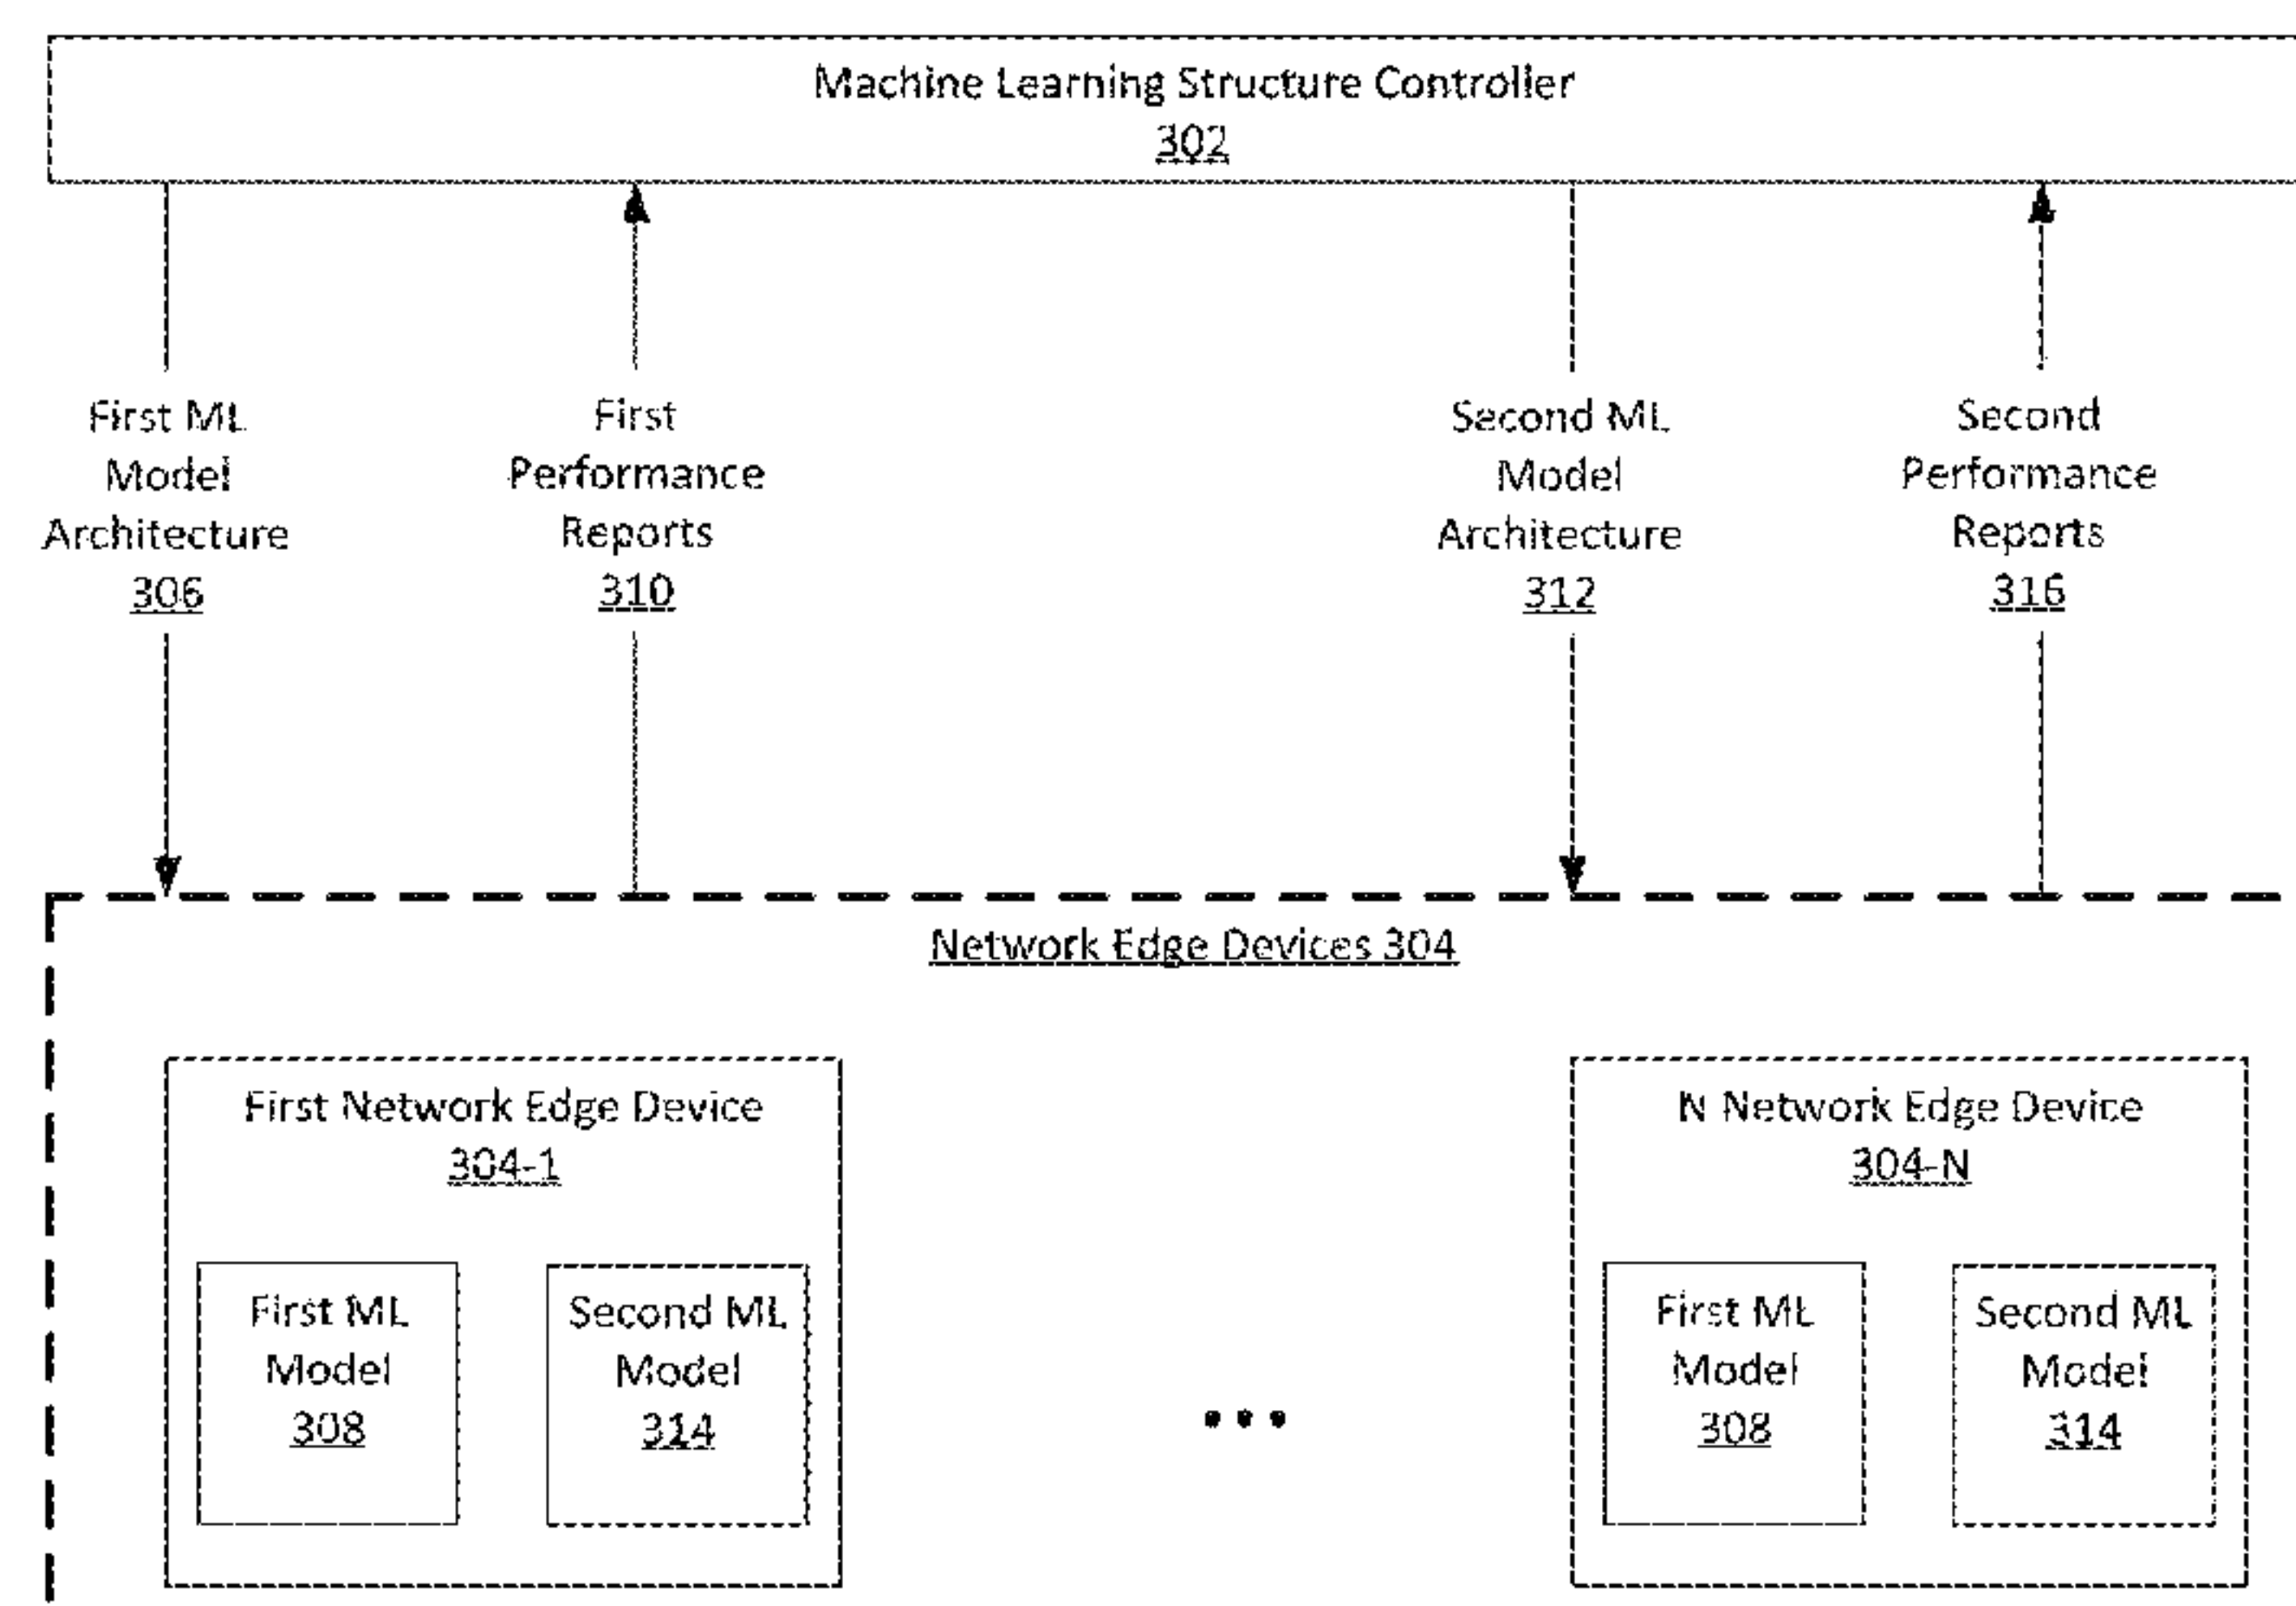 Machine Learning Structure Controller
302
First ML
Model
Architecture
306
First
Performance
Reports
310
Second ML
Model
Architecture
312
Second
Performance
Reports
316
Network Edge Devices 304
First Network Edge Device
304-1
First ML
Model
308
Second ML
Model
314
N Network Edge Device
304-N
First ML
Model
308
Second ML
Model
314